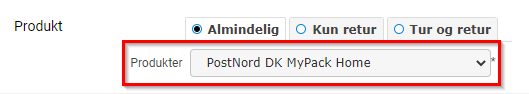 Produkt Almindelig Kun retur Tur og retur
Produkter PostNord DK MyPack Home *